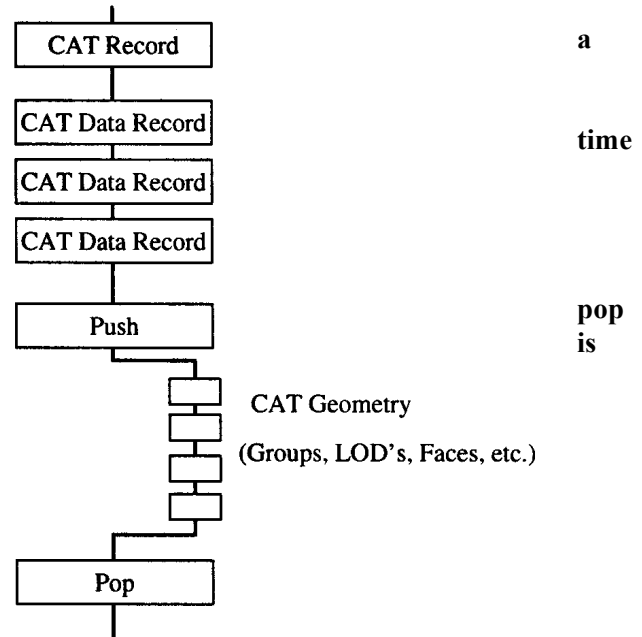 CAT Record
a
CAT Data Record
time
CAT Data Record
CAT Data Record
Push
pop
is
CAT Geometry
(Groups, LOD's, Faces, etc.)
Pop